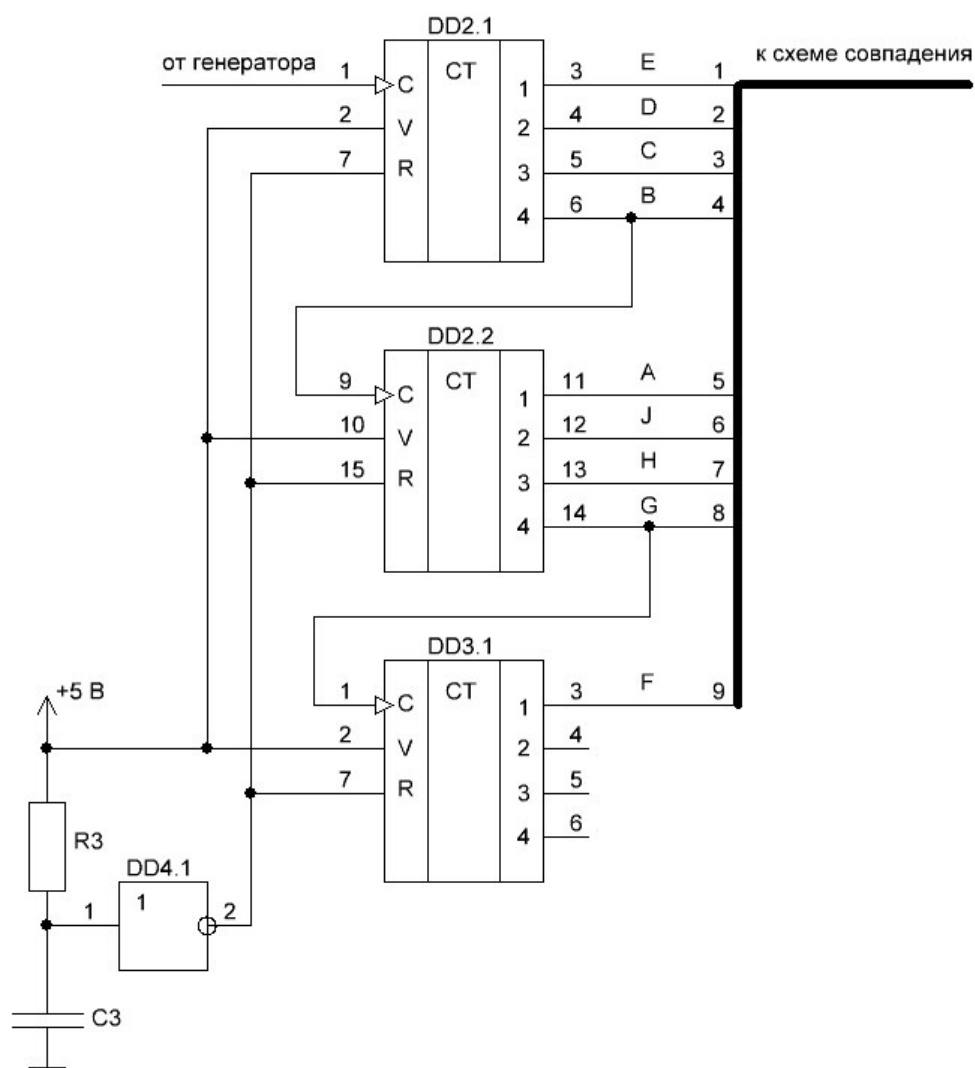 DD2.1
от генератора
к схеме совпадения
1 C CT 1 3 E 1
2 V 2 4 D 2
7 R 3 5 C 3
4 6 B 4
DD2.2
9 C CT 1 11 A 5
10 V 2 12 J 6
15 R 3 13 H 7
4 14 G 8
DD3.1
1 C CT 1 3 F 9
2 V 2 4
7 R 3 5
4 6
+5 В
R3
DD4.1
1 1 2
C3